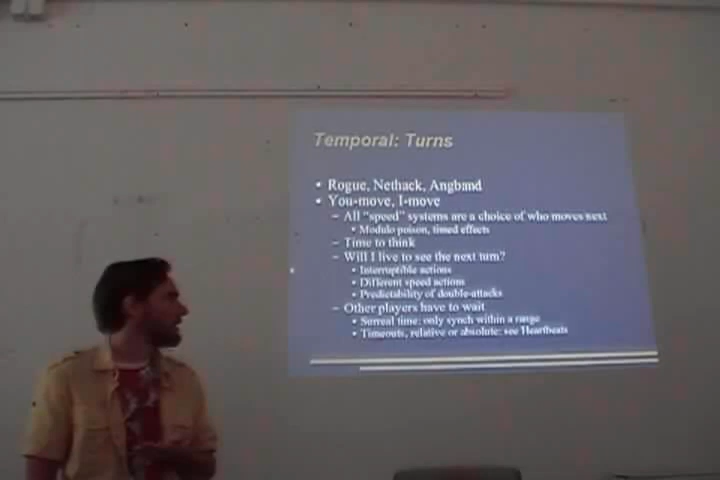 Temporal: Turns
• Rogue, Nethack, Angband
• You-move, I-move
– All "speed" systems are a choice of who moves next
• Modulo poison, timed effects
– Time to think
– Will I live to see the next turn?
• Interruptible actions
• Different speed actions
• Predictability of double-attacks
– Other players have to wait
• Surreal time: only synch within a range
• Timeouts, relative or absolute: see Heartbeats